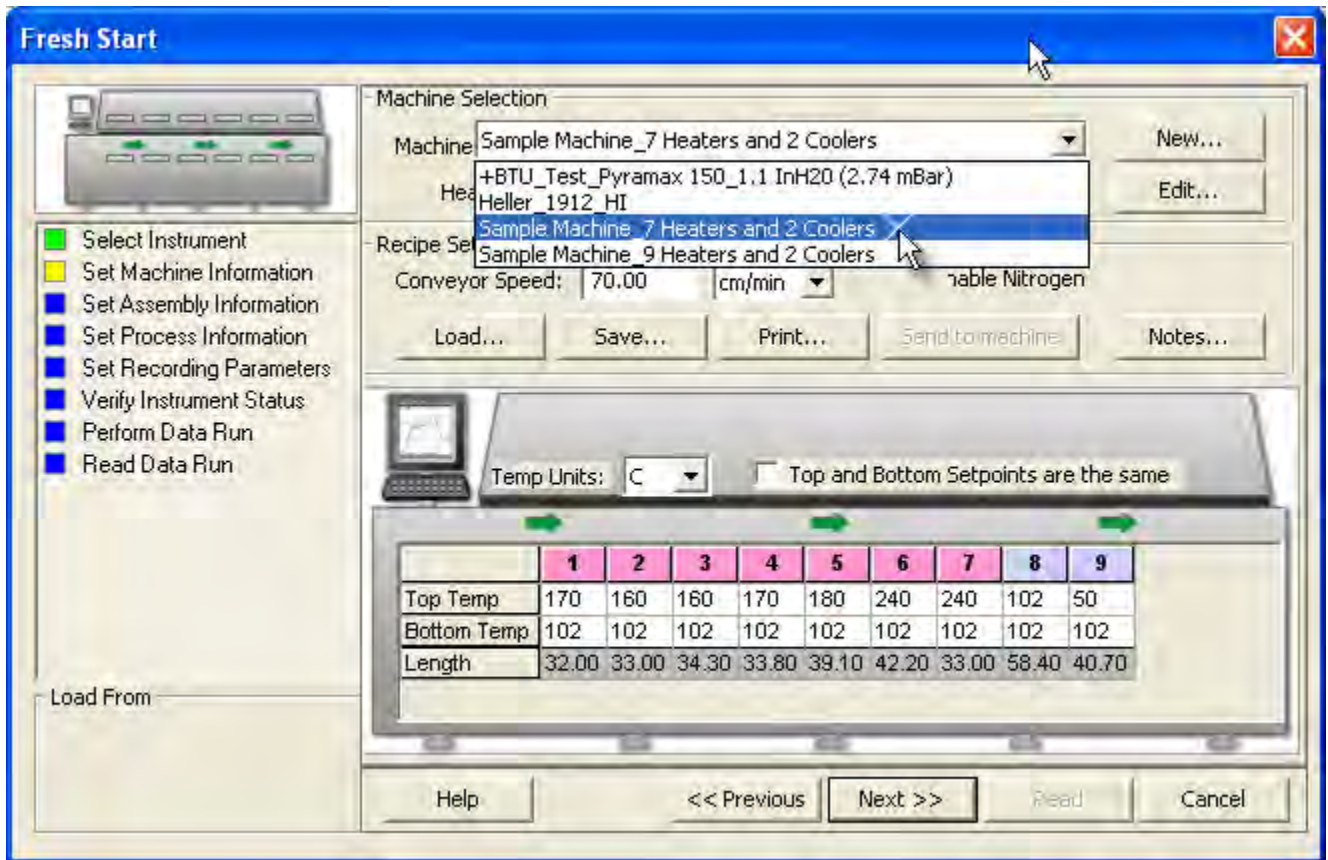 Fresh Start
Machine Selection
Machine Sample Machine_7 Heaters and 2 Coolers
New...
+BTU_Test_Pyramax 150_1.1 InH20 (2.74 mBar)
Heller_1912_HI
Sample Machine_7 Heaters and 2 Coolers
Sample Machine_9 Heaters and 2 Coolers
Hea
Edit...
Recipe Se
Conveyor Speed: 70.00 cm/min nable Nitrogen
Load... Save... Print... Send to machine Notes...
Select Instrument
Set Machine Information
Set Assembly Information
Set Process Information
Set Recording Parameters
Verify Instrument Status
Perform Data Run
Read Data Run
Load From
Temp Units: C Top and Bottom Setpoints are the same
1 2 3 4 5 6 7 8 9
Top Temp 170 160 160 170 180 240 240 102 50
Bottom Temp 102 102 102 102 102 102 102 102 102
Length 32.00 33.00 34.30 33.80 39.10 42.20 33.00 58.40 40.70
Help << Previous Next >> Read Cancel